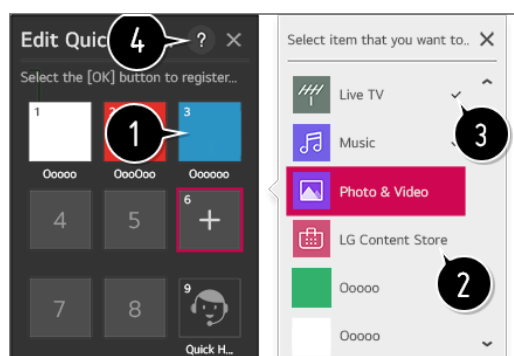 Edit Quic
4
?
Select the [OK] button to register...
1
3
1
Ooooo
OooOoo
Oooooo
4
5
6
7
8
9
Quick H...
Select item that you want to..
Live TV
3
Music
Photo & Video
LG Content Store
2
Ooooo
Ooooo